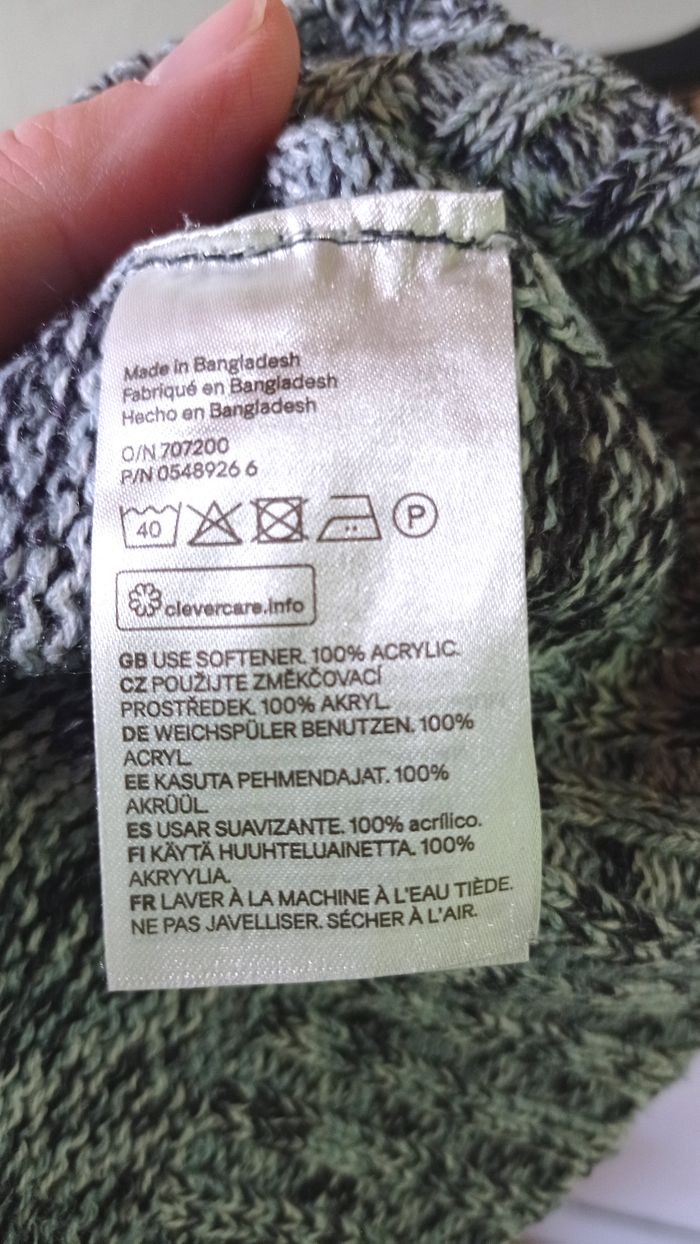 Made in Bangladesh
Fabriqué en Bangladesh
Hecho en Bangladesh
O/N 707200
P/N 0548926 6
40 P
clevercare.info
GB USE SOFTENER. 100% ACRYLIC.
CZ POUŽIJTE ZMĚKČOVACÍ
PROSTŘEDEK. 100% AKRYL.
DE WEICHSPÜLER BENUTZEN. 100%
ACRYL.
EE KASUTA PEHMENDAJAT. 100%
AKRÜÜL.
ES USAR SUAVIZANTE. 100% acrílico.
FI KÄYTÄ HUUHTELUAINETTA. 100%
AKRYYLIA.
FR LAVER À LA MACHINE À L'EAU TIÈDE.
NE PAS JAVELLISER. SÉCHER À L'AIR.